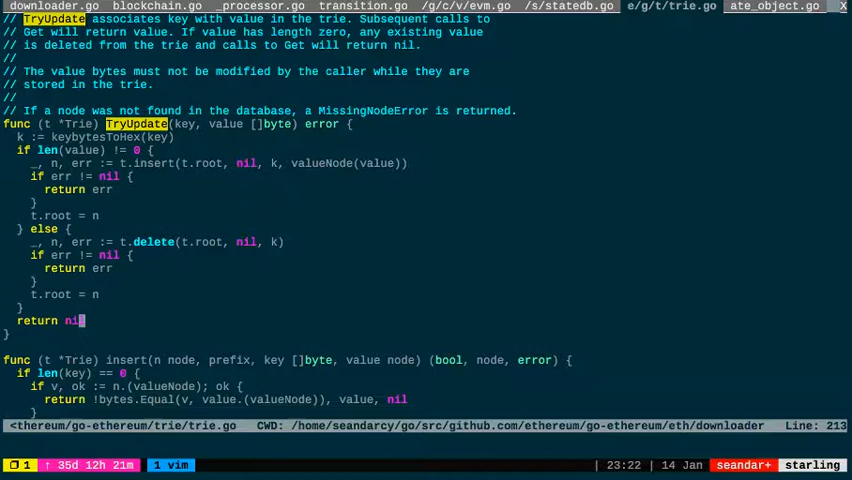 downloader.go blockchain.go _processor.go transition.go /g/c/v/evm.go /s/statedb.go e/g/t/trie.go ate_object.go X
// TryUpdate associates key with value in the trie. Subsequent calls to
// Get will return value. If value has length zero, any existing value
// is deleted from the trie and calls to Get will return nil.
//
// The value bytes must not be modified by the caller while they are
// stored in the trie.
//
// If a node was not found in the database, a MissingNodeError is returned.
func (t *Trie) TryUpdate(key, value []byte) error {
k := keybytesToHex(key)
if len(value) != 0 {
_, n, err := t.insert(t.root, nil, k, valueNode(value))
if err != nil {
return err
}
t.root = n
} else {
_, n, err := t.delete(t.root, nil, k)
if err != nil {
return err
}
t.root = n
}
return nil
}
func (t *Trie) insert(n node, prefix, key []byte, value node) (bool, node, error) {
if len(key) == 0 {
if v, ok := n.(valueNode); ok {
return !bytes.Equal(v, value.(valueNode)), value, nil
}
<thereum/go-ethereum/trie/trie.go CWD: /home/seandarcy/go/src/github.com/ethereum/go-ethereum/eth/downloader Line: 213
1 ↑ 35d 12h 21m 1 vim | 23:22 | 14 Jan seandar+ starling